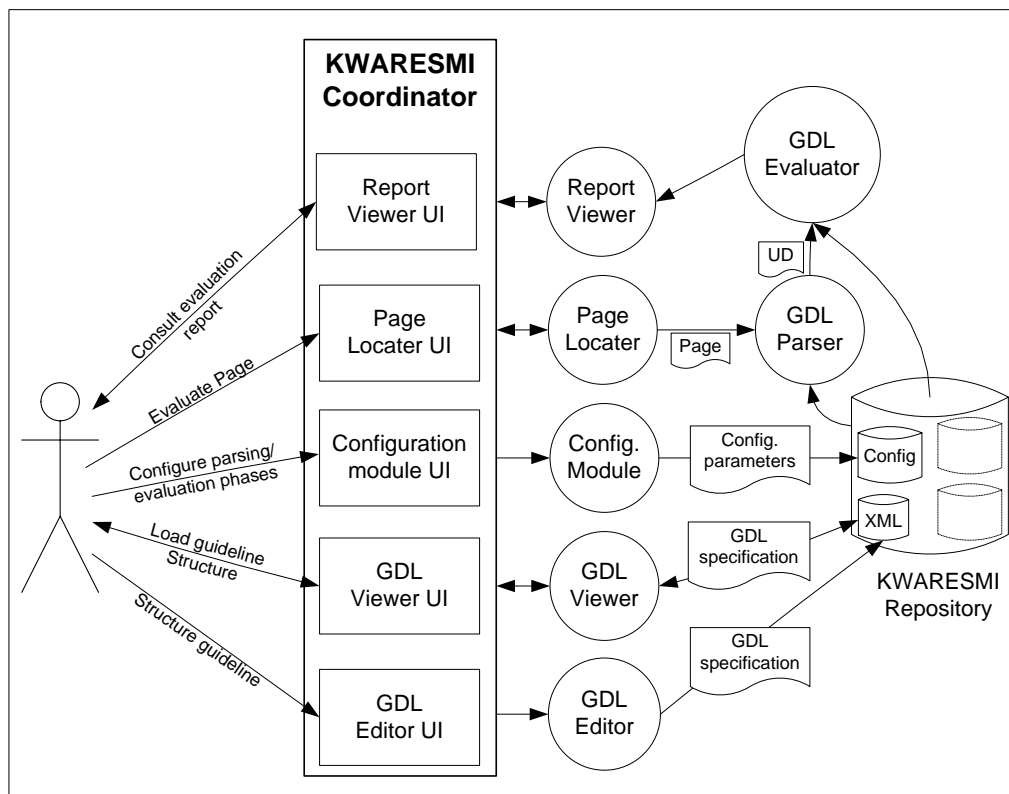 KWARESMI
Coordinator
Report
Viewer UI
Report
Viewer
GDL
Evaluator
Consult evaluation
report
UD
Page
Locater UI
Page
Locater
Page
GDL
Parser
Evaluate Page
Configuration
module UI
Config.
Module
Config.
parameters
Config
Configure parsing/
evaluation phases
Load guideline
Structure
GDL
Viewer UI
GDL
Viewer
GDL
specification
XML
KWARESMI
Repository
Structure guideline
GDL
Editor UI
GDL
Editor
GDL
specification